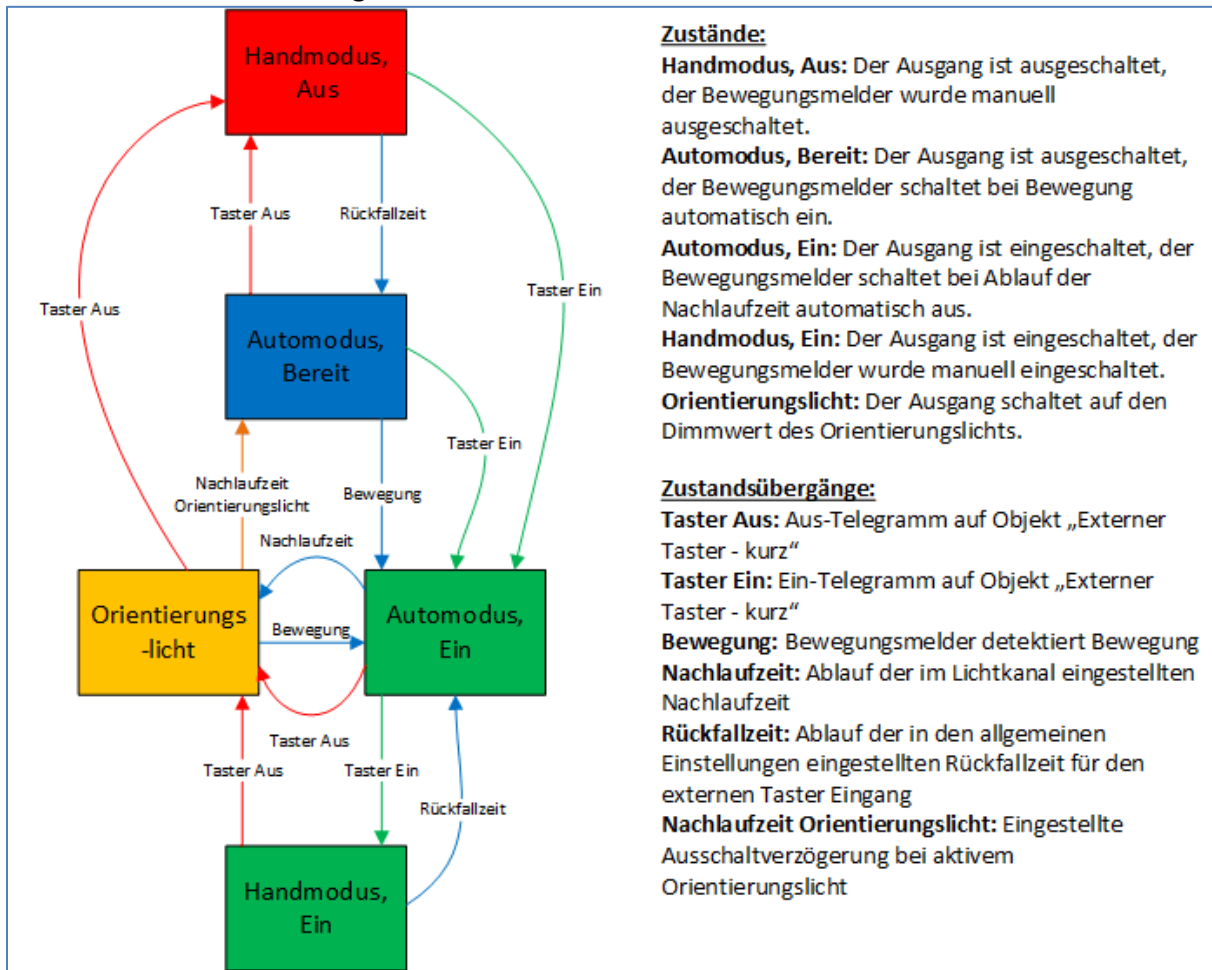 Handmodus,
Aus
Taster Aus
Rückfallzeit
Taster Ein
Taster Aus
Automodus,
Bereit
Taster Ein
Nachlaufzeit
Orientierungslicht
Bewegung
Nachlaufzeit
Orientierungs
-licht
Bewegung
Automodus,
Ein
Taster Aus
Taster Aus
Taster Ein
Rückfallzeit
Handmodus,
Ein
Zustände:
Handmodus, Aus: Der Ausgang ist ausgeschaltet,
der Bewegungsmelder wurde manuell
ausgeschaltet.
Automodus, Bereit: Der Ausgang ist ausgeschaltet,
der Bewegungsmelder schaltet bei Bewegung
automatisch ein.
Automodus, Ein: Der Ausgang ist eingeschaltet, der
Bewegungsmelder schaltet bei Ablauf der
Nachlaufzeit automatisch aus.
Handmodus, Ein: Der Ausgang ist eingeschaltet, der
Bewegungsmelder wurde manuell eingeschaltet.
Orientierungslicht: Der Ausgang schaltet auf den
Dimmwert des Orientierungslichts.
Zustandsübergänge:
Taster Aus: Aus-Telegramm auf Objekt „Externer
Taster - kurz“
Taster Ein: Ein-Telegramm auf Objekt „Externer
Taster - kurz“
Bewegung: Bewegungsmelder detektiert Bewegung
Nachlaufzeit: Ablauf der im Lichtkanal eingestellten
Nachlaufzeit
Rückfallzeit: Ablauf der in den allgemeinen
Einstellungen eingestellten Rückfallzeit für den
externen Taster Eingang
Nachlaufzeit Orientierungslicht: Eingestellte
Ausschaltverzögerung bei aktivem
Orientierungslicht